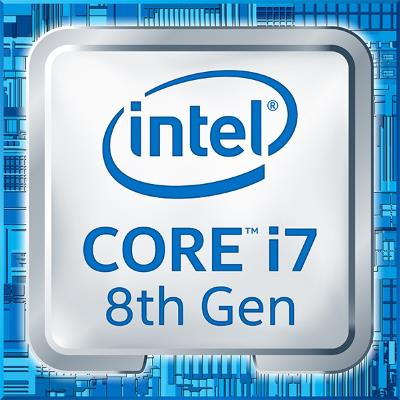 intel®
CORE™ i7
8th Gen